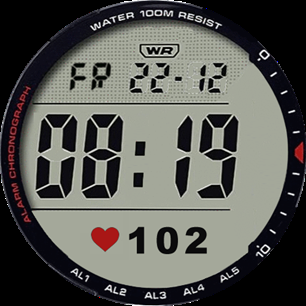 WATER 100M RESIST
WR
FR 22-12
08:19
102
ALARM CHRONOGRAPH
AL1 AL2 AL3 AL4 AL5
0
5
10